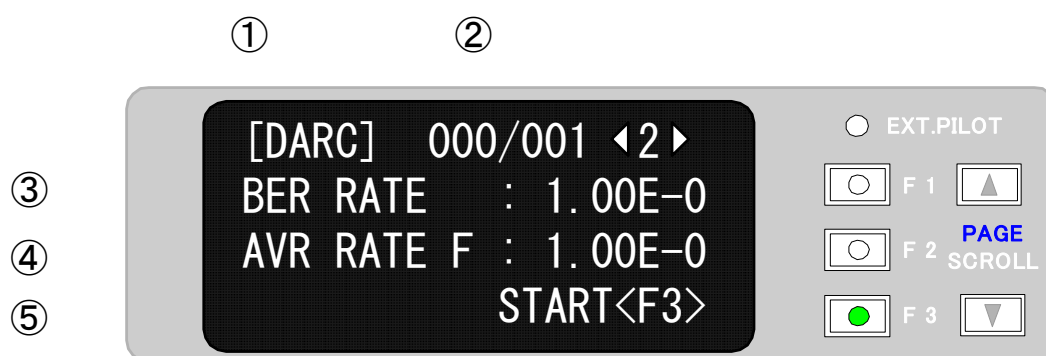 ① ②
[DARC] 000/001 ◀2▶
EXT.PILOT
③ BER RATE : 1.00E-0
F 1
④ AVR RATE F : 1.00E-0
F 2
PAGE
SCROLL
⑤ START<F3>
F 3